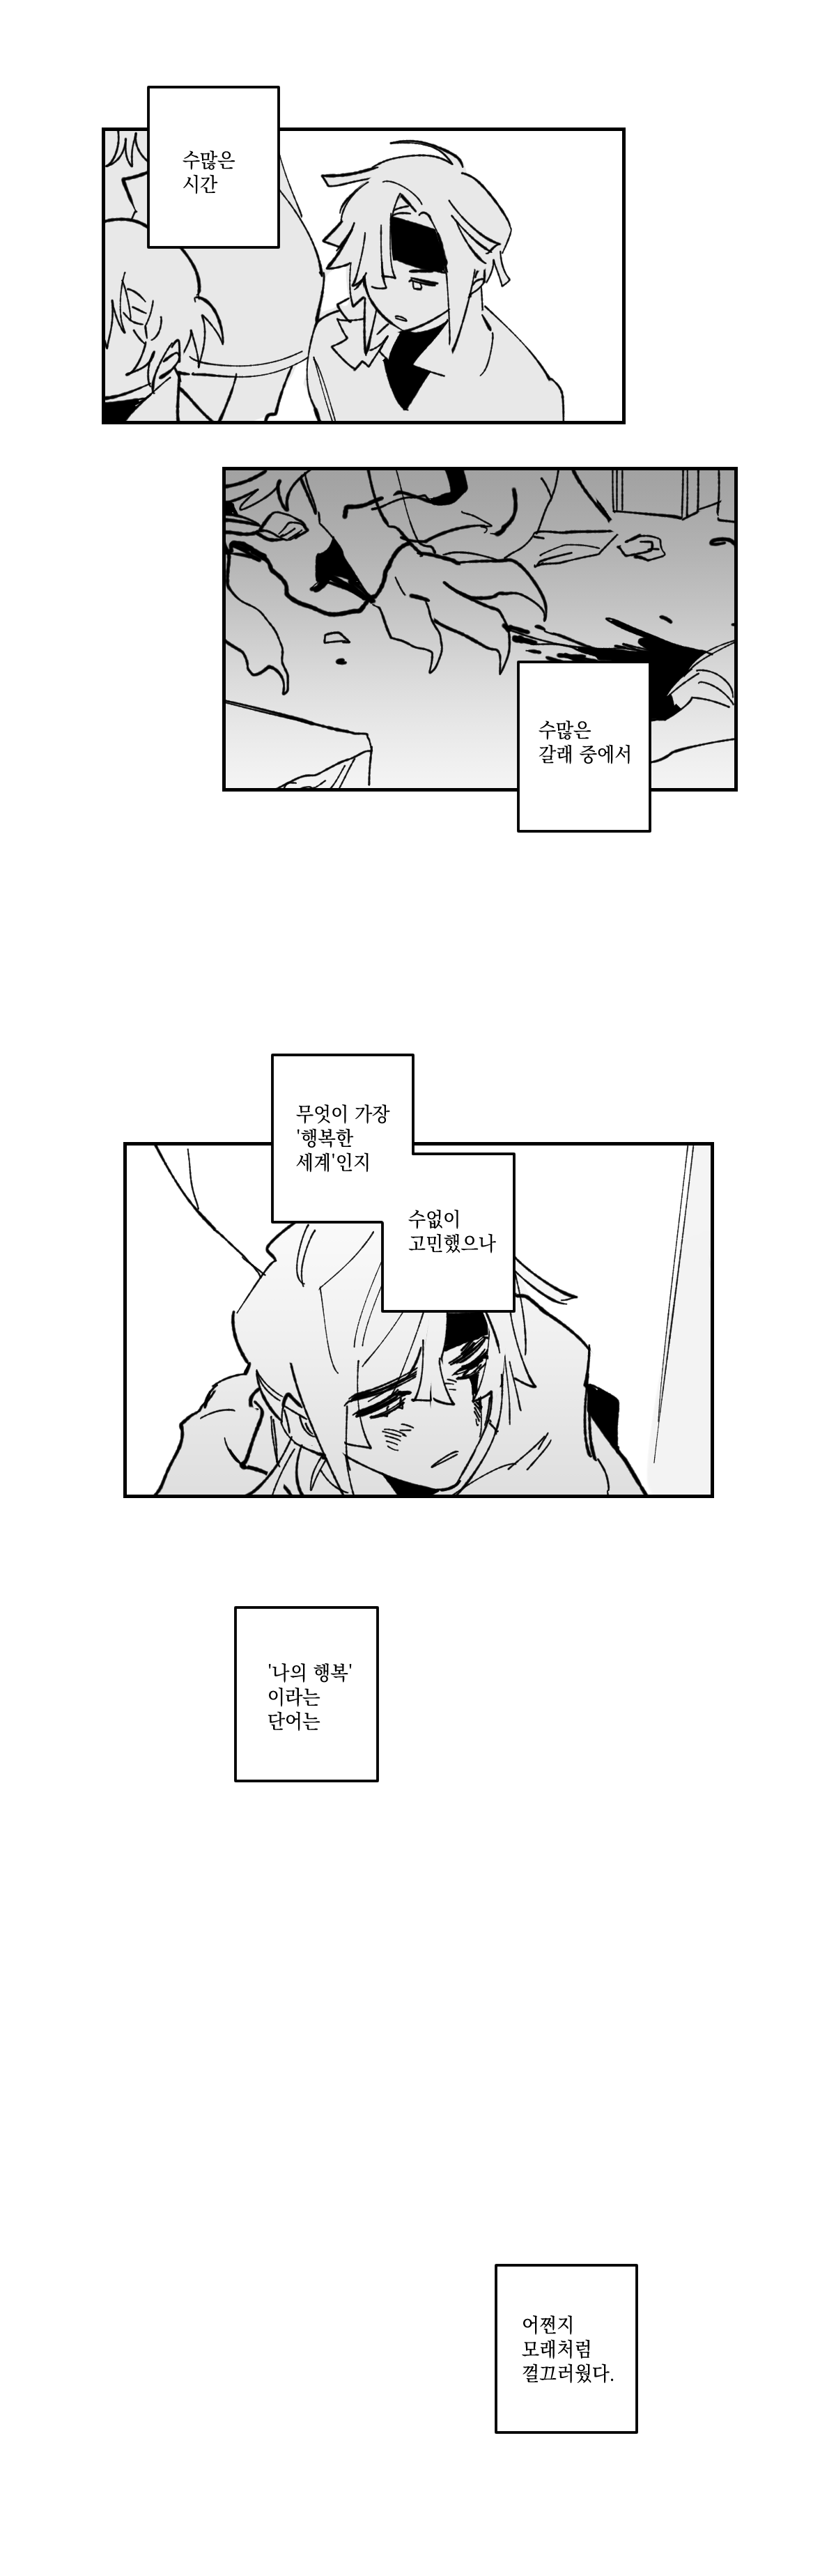 수많은
시간
수많은
갈래 중에서
무엇이 가장
'행복한
세계'인지
수없이
고민했으나
'나의 행복'
이라는
단어는
어쩐지
모래처럼
껄끄러웠다.